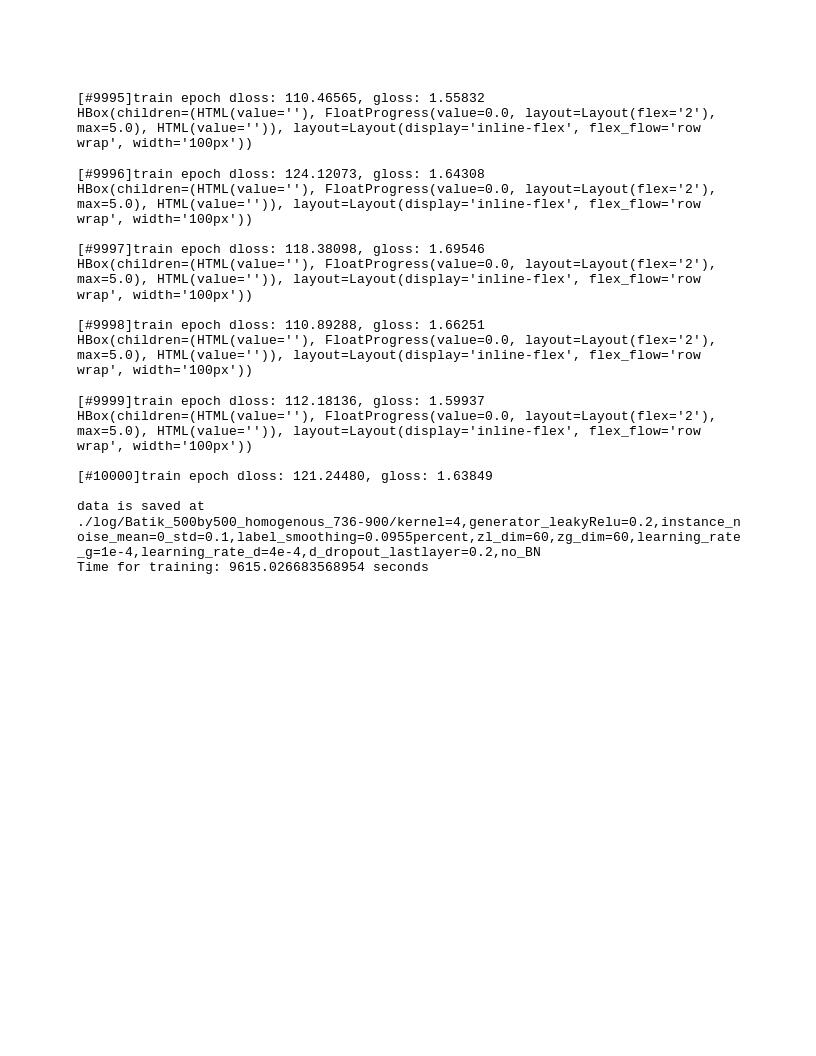 [#9995]train epoch dloss: 110.46565, gloss: 1.55832
HBox(children=(HTML(value=''), FloatProgress(value=0.0, layout=Layout(flex='2'),
max=5.0), HTML(value='')), layout=Layout(display='inline-flex', flex_flow='row
wrap', width='100px'))
[#9996]train epoch dloss: 124.12073, gloss: 1.64308
HBox(children=(HTML(value=''), FloatProgress(value=0.0, layout=Layout(flex='2'),
max=5.0), HTML(value='')), layout=Layout(display='inline-flex', flex_flow='row
wrap', width='100px'))
[#9997]train epoch dloss: 118.38098, gloss: 1.69546
HBox(children=(HTML(value=''), FloatProgress(value=0.0, layout=Layout(flex='2'),
max=5.0), HTML(value='')), layout=Layout(display='inline-flex', flex_flow='row
wrap', width='100px'))
[#9998]train epoch dloss: 110.89288, gloss: 1.66251
HBox(children=(HTML(value=''), FloatProgress(value=0.0, layout=Layout(flex='2'),
max=5.0), HTML(value='')), layout=Layout(display='inline-flex', flex_flow='row
wrap', width='100px'))
[#9999]train epoch dloss: 112.18136, gloss: 1.59937
HBox(children=(HTML(value=''), FloatProgress(value=0.0, layout=Layout(flex='2'),
max=5.0), HTML(value='')), layout=Layout(display='inline-flex', flex_flow='row
wrap', width='100px'))
[#10000]train epoch dloss: 121.24480, gloss: 1.63849
data is saved at
./log/Batik_500by500_homogenous_736-900/kernel=4,generator_leakyRelu=0.2,instance_n
oise_mean=0_std=0.1,label_smoothing=0.0955percent,zl_dim=60,zg_dim=60,learning_rate
_g=1e-4,learning_rate_d=4e-4,d_dropout_lastlayer=0.2,no_BN
Time for training: 9615.026683568954 seconds